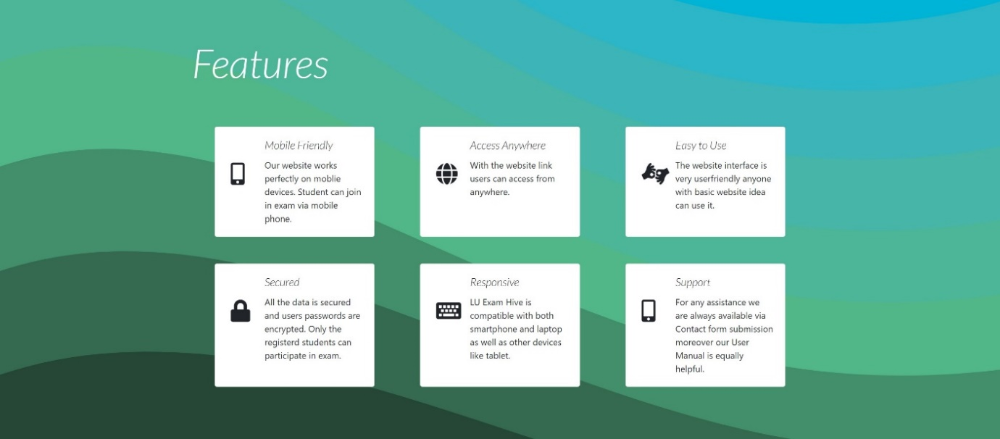 Features
Mobile Friendly
Our website works
perfectly on moblie
devices. Student can join
in exam via mobile
phone.
Access Anywhere
With the website link
users can access from
anywhere.
Easy to Use
The website interface is
very userfriendly anyone
with basic website idea
can use it.
Secured
All the data is secured
and users passwords are
encrypted. Only the
registerd students can
participate in exam.
Responsive
LU Exam Hive is
compatible with both
smartphone and laptop
as well as other devices
like tablet.
Support
For any assistance we
are always available via
Contact form submission
moreover our User
Manual is equally
helpful.